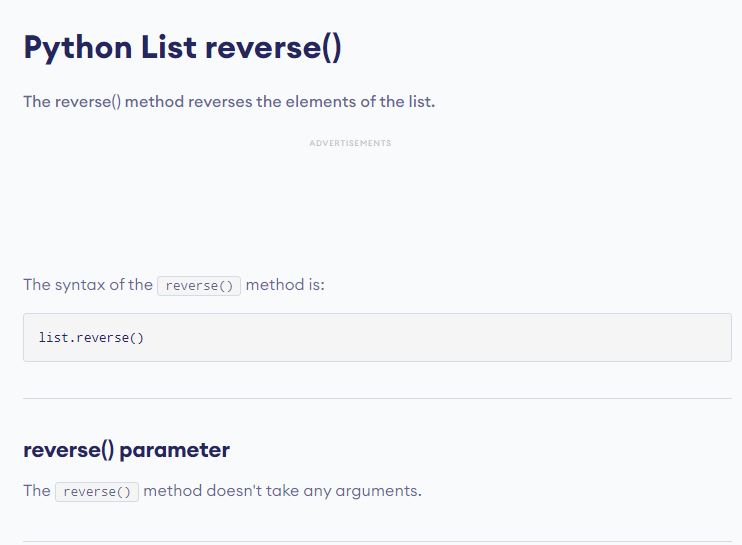 Python List reverse()
The reverse() method reverses the elements of the list.
ADVERTISEMENTS
The syntax of the reverse() method is:
list.reverse()
reverse() parameter
The reverse() method doesn't take any arguments.